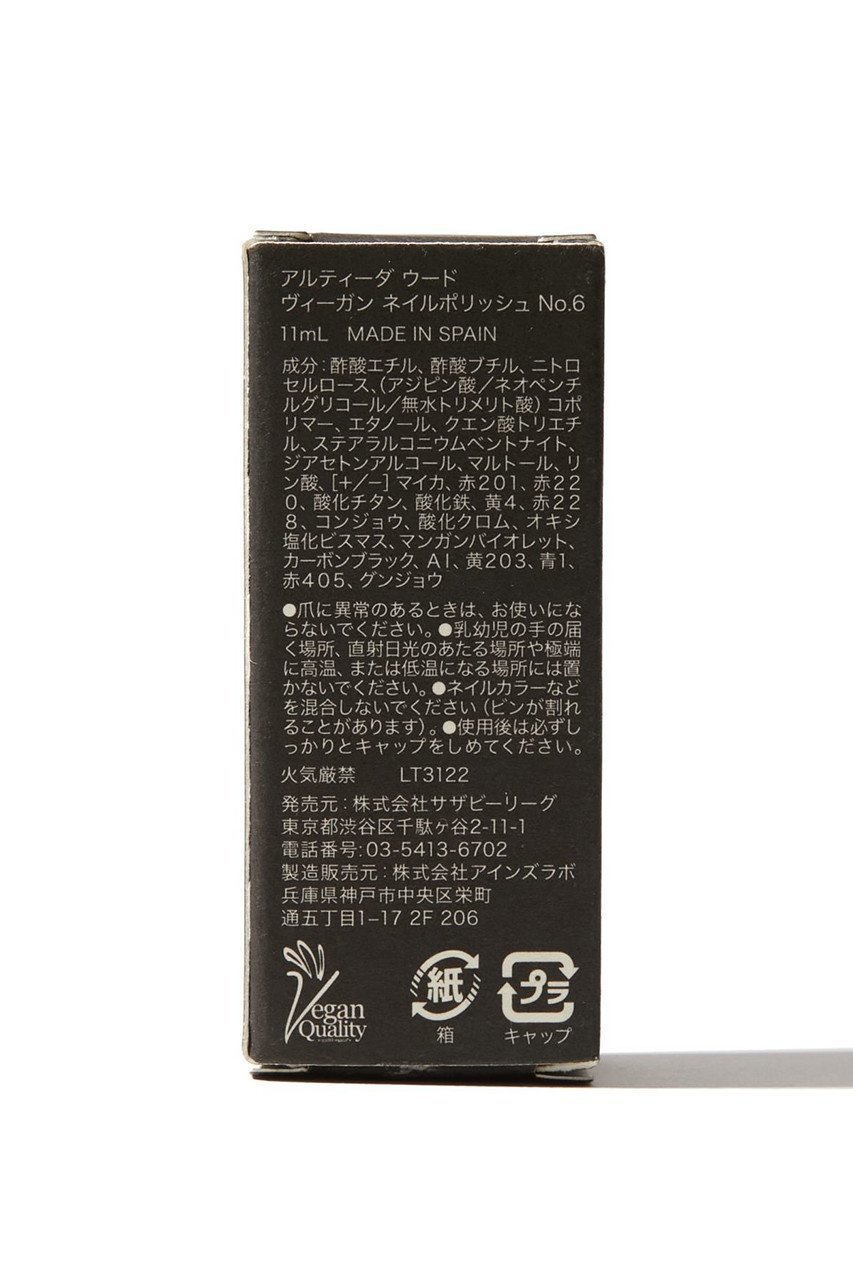 アルティーダ ウード
ヴィーガン ネイルポリッシュ No.6
11mL MADE IN SPAIN
成分：酢酸エチル、酢酸ブチル、ニトロ
セルロース、（アジピン酸／ネオペンチ
ルグリコール／無水トリメリト酸）コポ
リマー、エタノール、クエン酸トリエチ
ル、ステアラルコニウムベントナイト、
ジアセトンアルコール、マルトール、リ
ン酸、[＋／−] マイカ、赤201、赤22
0、酸化チタン、酸化鉄、黄4、赤22
8、コンジョウ、酸化クロム、オキシ
塩化ビスマス、マンガンバイオレット、
カーボンブラック、AI、黄203、青1、
赤405、グンジョウ
●爪に異常のあるときは、お使いにな
らないでください。●乳幼児の手の届
く場所、直射日光のあたる場所や極端
に高温、または低温になる場所には置
かないでください。●ネイルカラーなど
を混合しないでください（ビンが割れ
ることがあります）。●使用後は必ずし
っかりとキャップをしめてください。
火気厳禁 LT3122
発売元：株式会社サザビーリーグ
東京都渋谷区千駄ヶ谷2-11-1
電話番号:03-5413-6702
製造販売元：株式会社アインズラボ
兵庫県神戸市中央区栄町
通五丁目1−17 2F 206
Vegan
Quality
紙
箱
プラ
キャップ